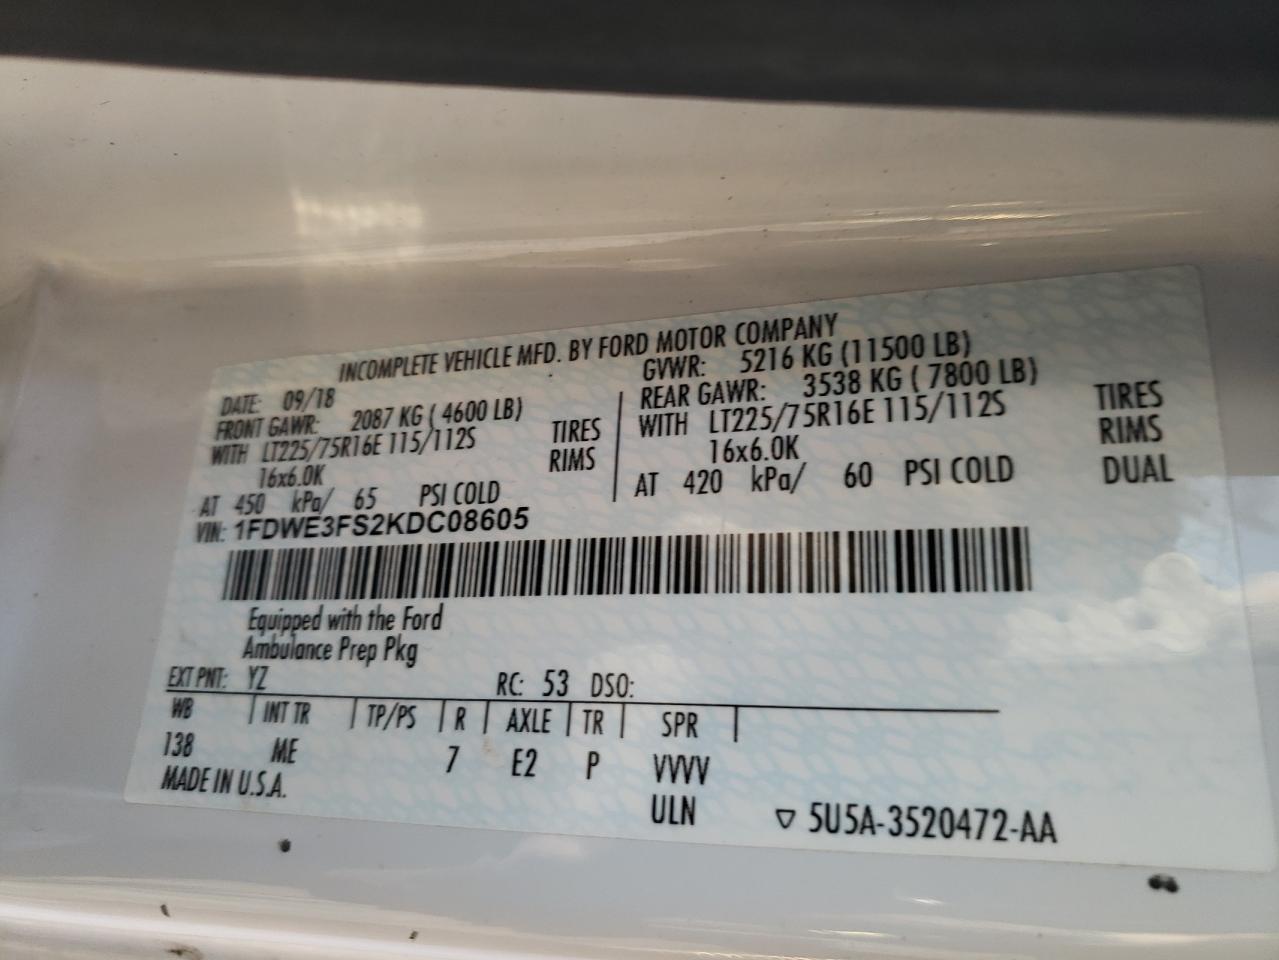 INCOMPLETE VEHICLE MFD. BY FORD MOTOR COMPANY
DATE: 09/18 GVWR: 5216 KG (11500 LB)
FRONT GAWR: 2087 KG ( 4600 LB) REAR GAWR: 3538 KG ( 7800 LB)
WITH LT225/75R16E 115/112S TIRES WITH LT225/75R16E 115/112S TIRES
16x6.0K RIMS 16x6.0K RIMS
AT 450 kPa/ 65 PSI COLD AT 420 kPa/ 60 PSI COLD DUAL
VIN: 1FDWE3FS2KDC08605
Equipped with the Ford
Ambulance Prep Pkg
EXT PNT: YZ RC: 53 DSO:
WB INT TR TP/PS R AXLE TR SPR
138 ME 7 E2 P VVVV
MADE IN U.S.A. ULN ▽ 5U5A-3520472-AA